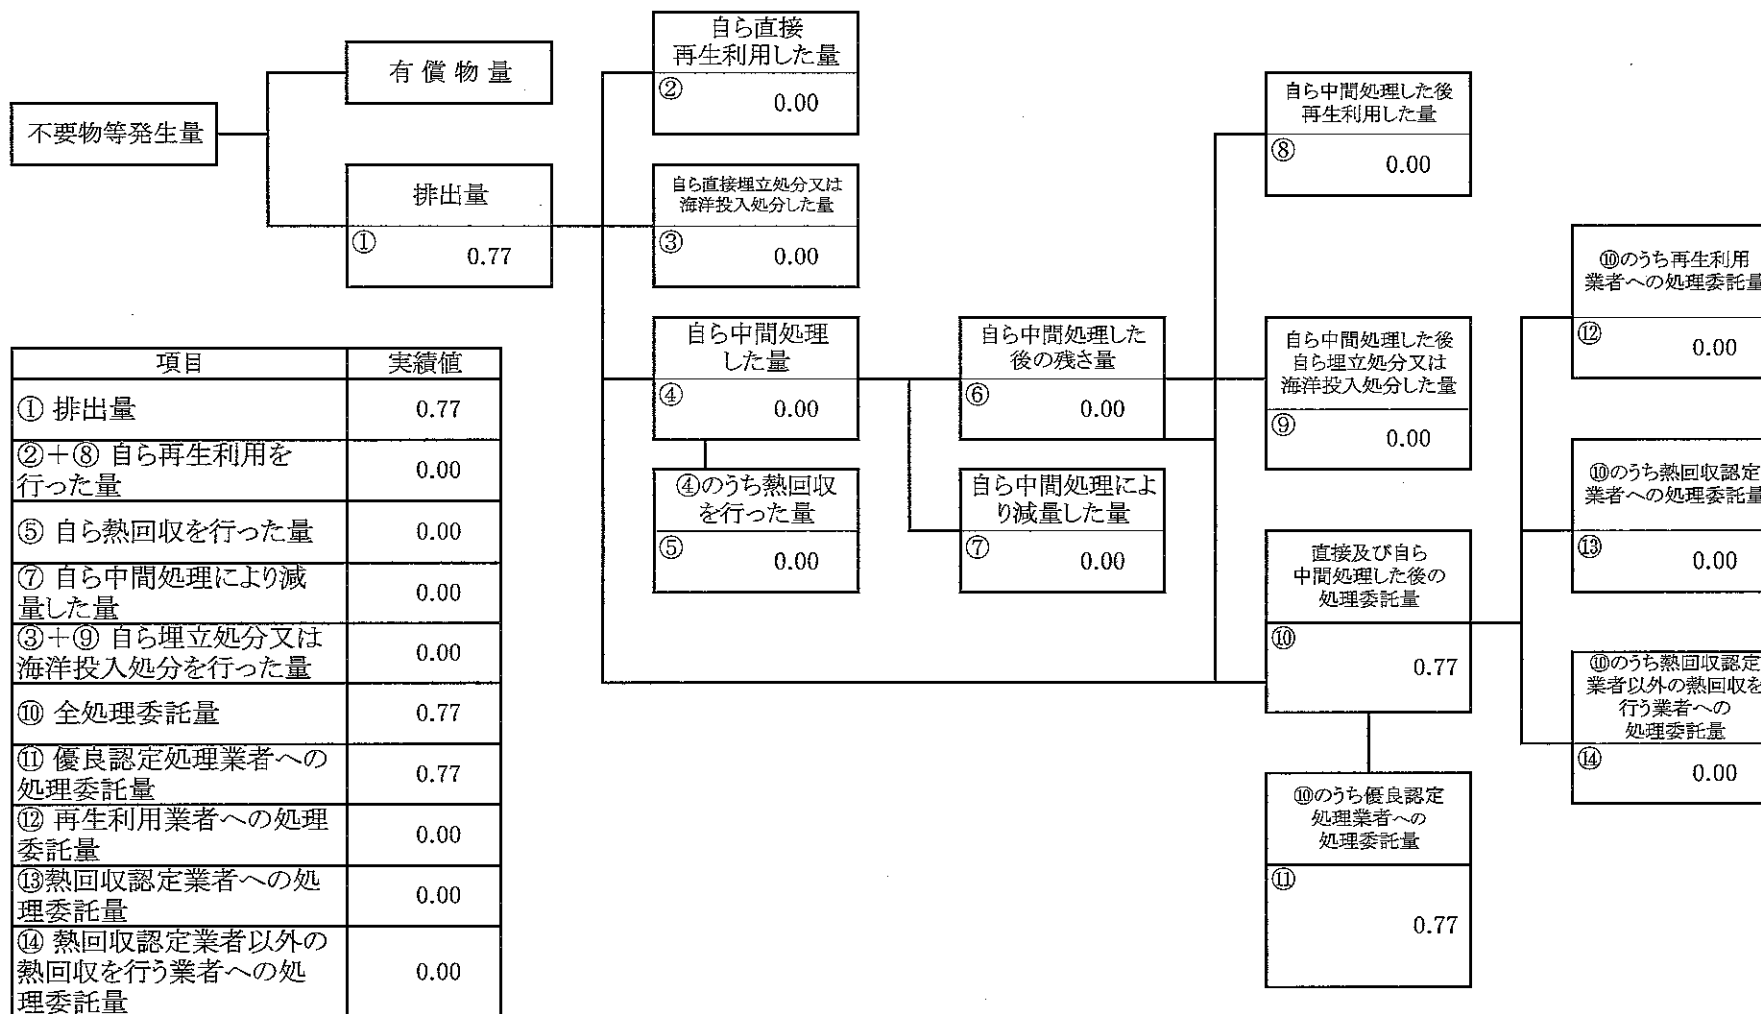 不要物等発生量
有償物量
排出量
① 0.77
自ら直接
再生利用した量
② 0.00
自ら直接埋立処分又は
海洋投入処分した量
③ 0.00
自ら中間処理
した量
④ 0.00
④のうち熱回収
を行った量
⑤ 0.00
自ら中間処理した
後の残さ量
⑥ 0.00
自ら中間処理によ
り減量した量
⑦ 0.00
自ら中間処理した後
再生利用した量
⑧ 0.00
自ら中間処理した後
自ら埋立処分又は
海洋投入処分した量
⑨ 0.00
直接及び自ら
中間処理した後の
処理委託量
⑩ 0.77
⑩のうち優良認定
処理業者への
処理委託量
⑪ 0.77
⑩のうち再生利用
業者への処理委託量
⑫ 0.00
⑩のうち熱回収認定
業者への処理委託量
⑬ 0.00
⑩のうち熱回収認定
業者以外の熱回収を
行う業者への
処理委託量
⑭ 0.00
項目 実績値
① 排出量 0.77
②+⑧ 自ら再生利用を
行った量 0.00
⑤ 自ら熱回収を行った量 0.00
⑦ 自ら中間処理により減
量した量 0.00
③+⑨ 自ら埋立処分又は
海洋投入処分を行った量 0.00
⑩ 全処理委託量 0.77
⑪ 優良認定処理業者への
処理委託量 0.77
⑫ 再生利用業者への処理
委託量 0.00
⑬熱回収認定業者への処
理委託量 0.00
⑭ 熱回収認定業者以外の
熱回収を行う業者への処
理委託量 0.00